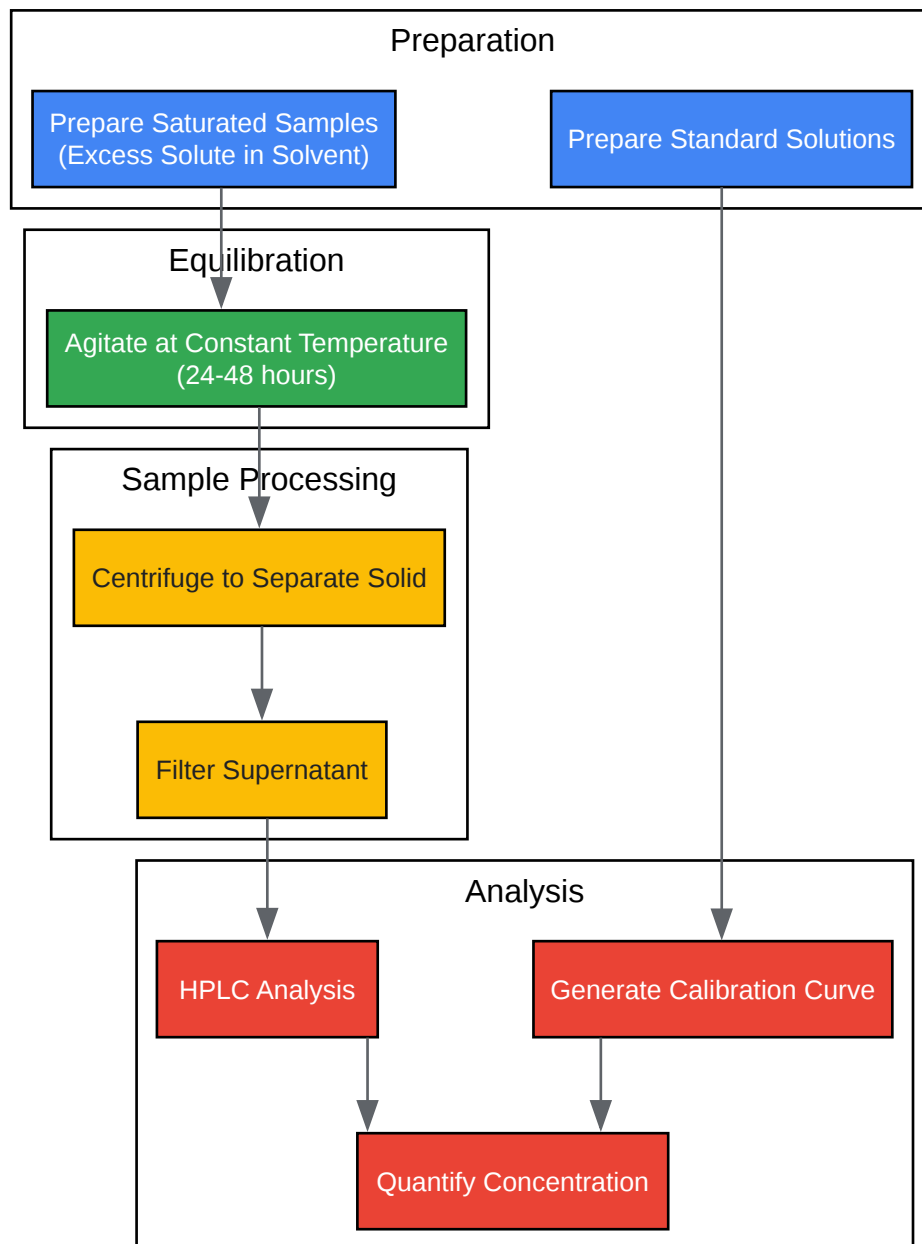 Preparation
Prepare Saturated Samples
(Excess Solute in Solvent)
Prepare Standard Solutions
Equilibration
Agitate at Constant Temperature
(24-48 hours)
Sample Processing
Centrifuge to Separate Solid
Filter Supernatant
Analysis
HPLC Analysis
Generate Calibration Curve
Quantify Concentration